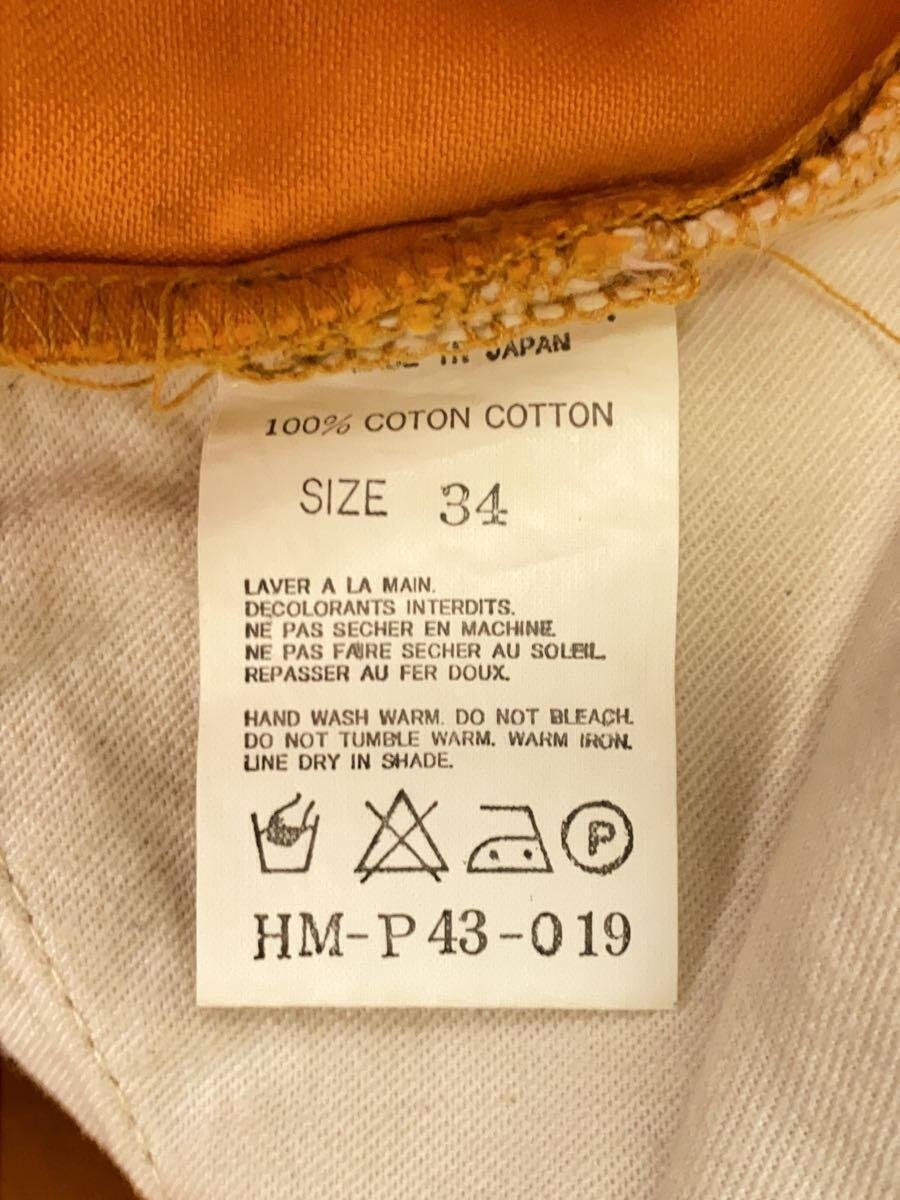 IN JAPAN
100% COTON COTTON
SIZE 34
LAVER A LA MAIN.
DECOLORANTS INTERDITS.
NE PAS SECHER EN MACHINE.
NE PAS FAIRE SECHER AU SOLEIL.
REPASSER AU FER DOUX.
HAND WASH WARM. DO NOT BLEACH.
DO NOT TUMBLE WARM. WARM IRON.
LINE DRY IN SHADE.
P
HM-P43-019